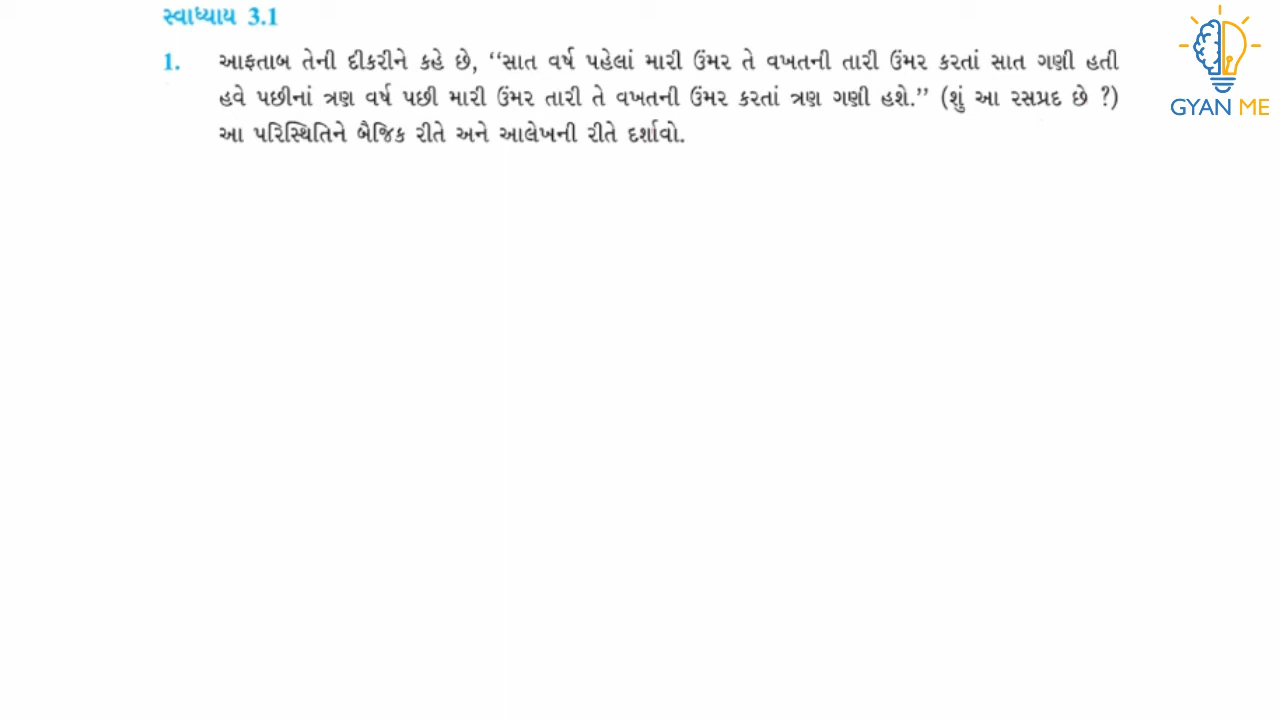 સ્વાધ્યાય 3.1
1. આફતાબ તેની દીકરીને કહે છે, ‘‘સાત વર્ષ પહેલાં મારી ઉંમર તે વખતની તારી ઉંમર કરતાં સાત ગણી હતી
હવે પછીનાં ત્રણ વર્ષ પછી મારી ઉંમર તારી તે વખતની ઉંમર કરતાં ત્રણ ગણી હશે.’’ (શું આ રસપ્રદ છે ?)
આ પરિસ્થિતિને બૈજિક રીતે અને આલેખની રીતે દર્શાવો.
GYAN ME